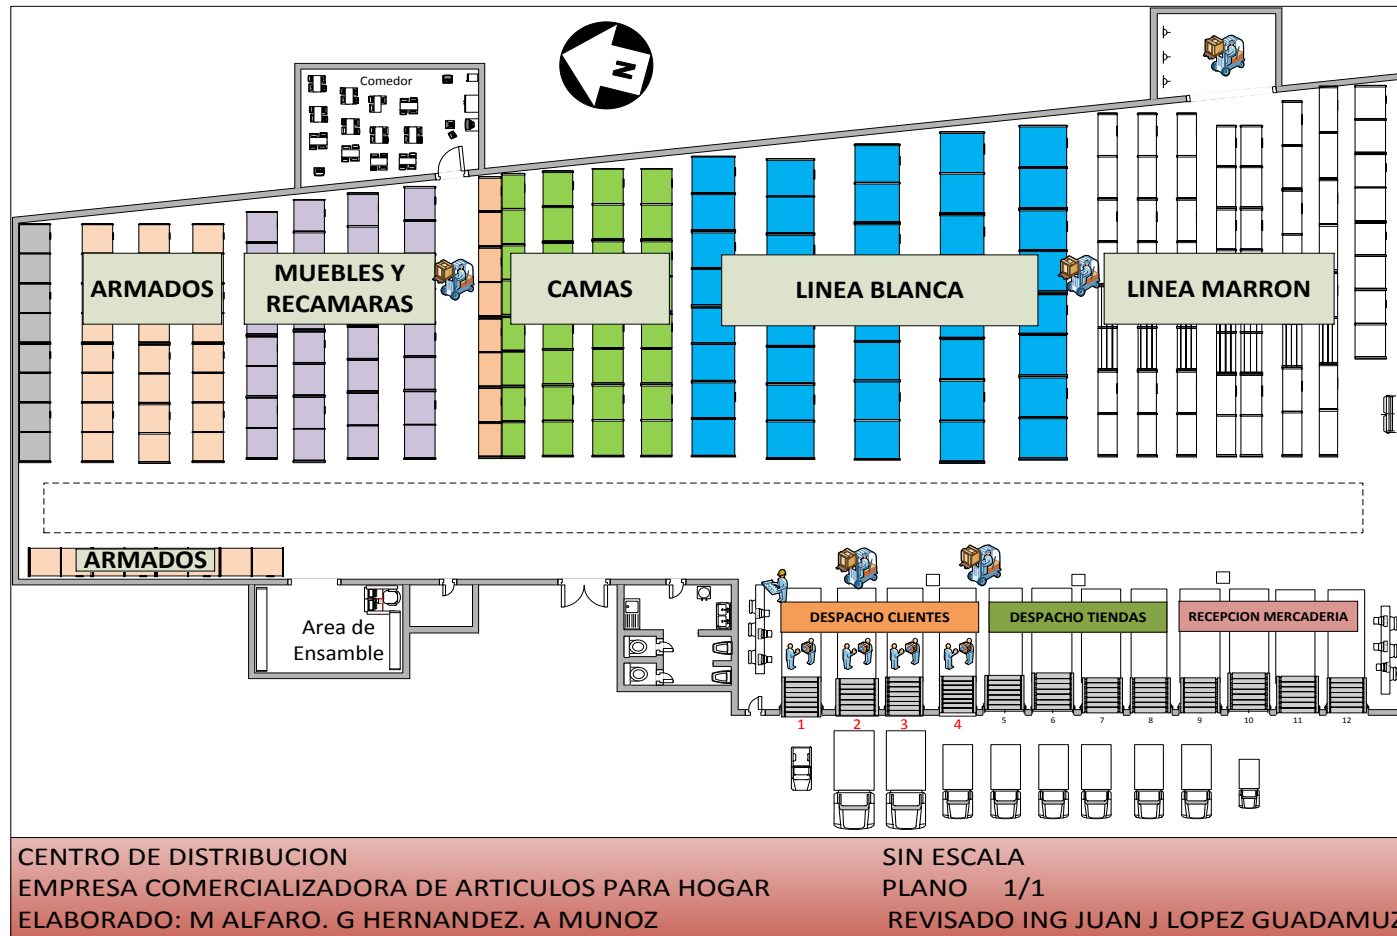 N
Comedor
ARMADOS
MUEBLES Y
RECAMARAS
CAMAS
LINEA BLANCA
LINEA MARRON
ARMADOS
Area de
Ensamble
DESPACHO CLIENTES
DESPACHO TIENDAS
RECEPCION MERCADERIA
1 2 3 4 5 6 7 8 9 10 11 12
CENTRO DE DISTRIBUCION
SIN ESCALA
EMPRESA COMERCIALIZADORA DE ARTICULOS PARA HOGAR
PLANO 1/1
ELABORADO: M ALFARO. G HERNANDEZ. A MUNOZ
REVISADO ING JUAN J LOPEZ GUADAMUZ